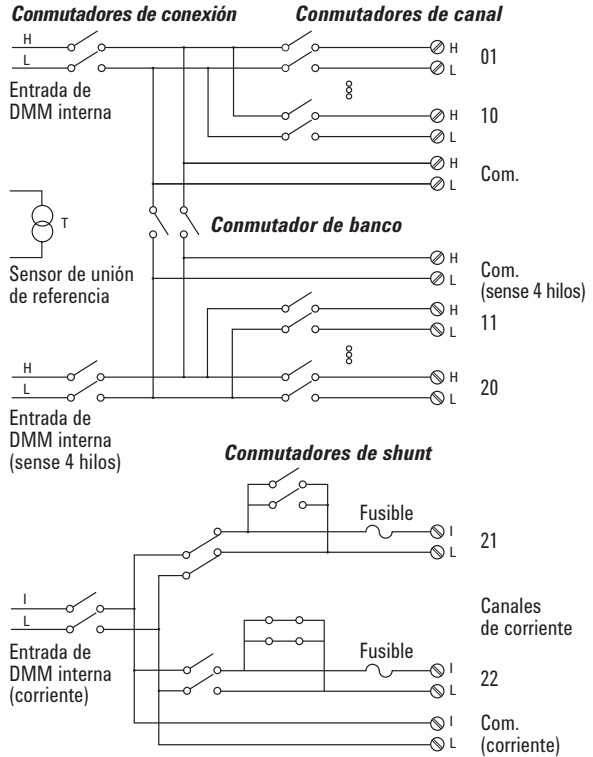 Conmutadores de conexión
Conmutadores de canal
H
L
Entrada de
DMM interna
H
L
01
H
L
10
H
L
Com.
T
Sensor de unión
de referencia
Conmutador de banco
H
L
Com.
(sense 4 hilos)
H
L
11
H
L
20
H
L
Entrada de
DMM interna
(sense 4 hilos)
Conmutadores de shunt
Fusible
I
L
21
I
L
Entrada de
DMM interna
(corriente)
Canales
de corriente
Fusible
I
L
22
I
L
Com.
(corriente)